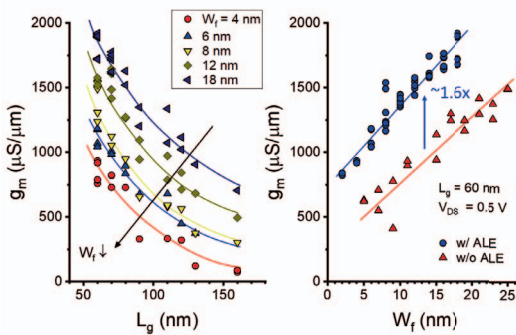 W_f = 4 nm
6 nm
8 nm
12 nm
18 nm
W_f ↓
g_m (μS/μm)
2000
1500
1000
500
0
50
100
150
L_g (nm)
~1.5x
L_g = 60 nm
V_DS = 0.5 V
w/ ALE
w/o ALE
g_m (μS/μm)
2000
1500
1000
500
0
0
5
10
15
20
25
W_f (nm)